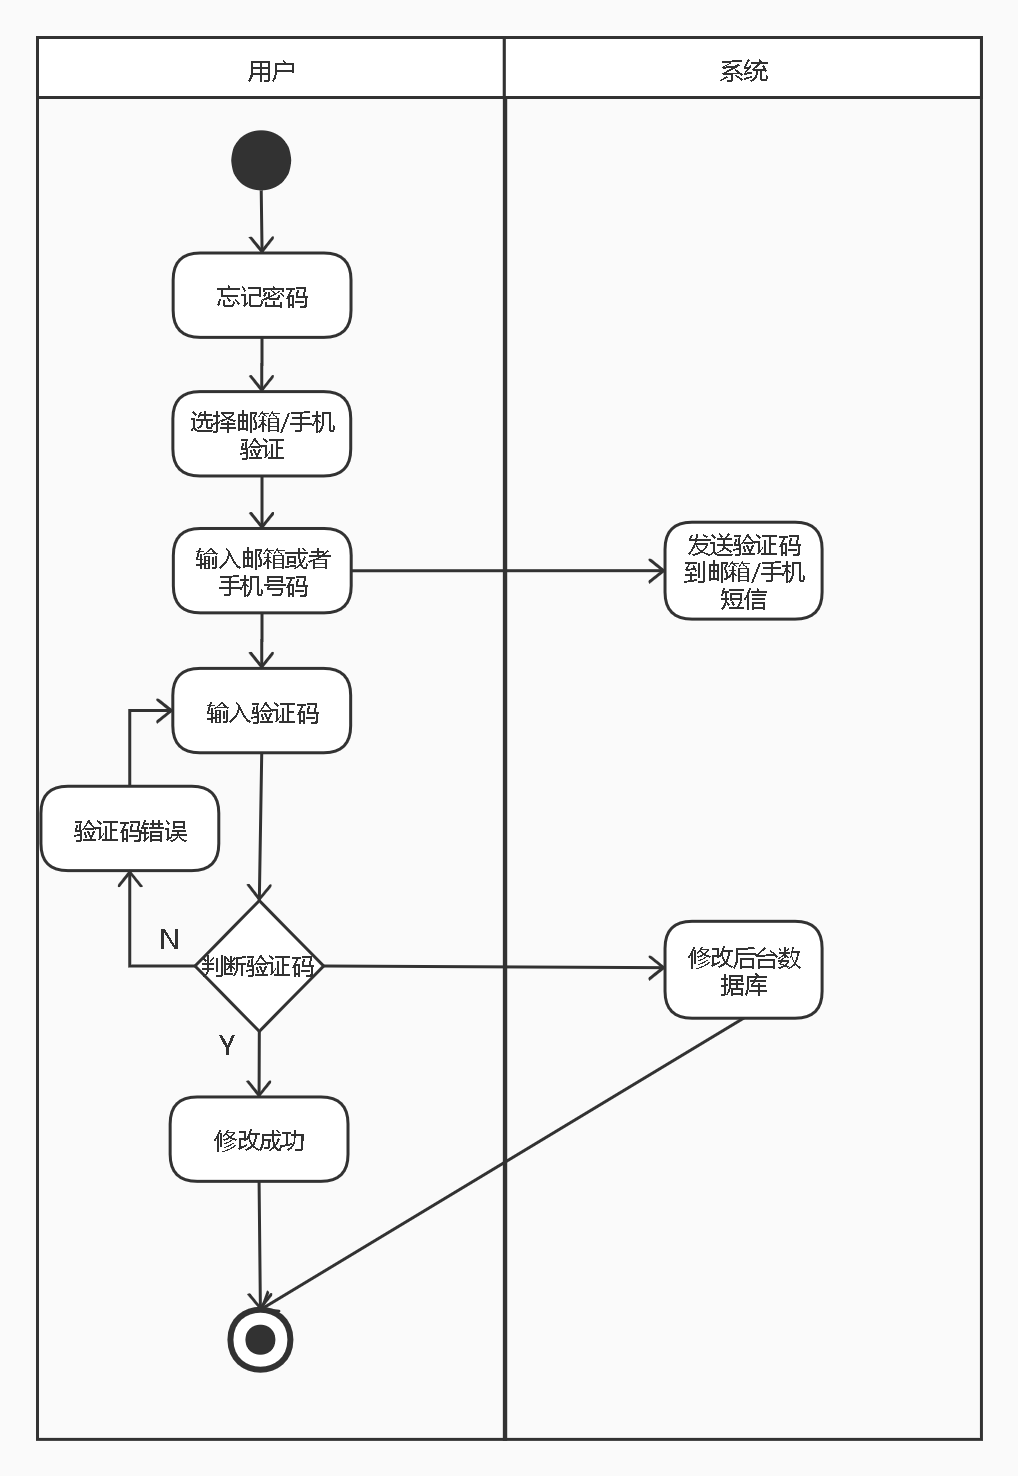 用户
系统
忘记密码
选择邮箱/手机
验证
输入邮箱或者
手机号码
发送验证码
到邮箱/手机
短信
输入验证码
验证码错误
N
判断验证码
修改后台数
据库
Y
修改成功